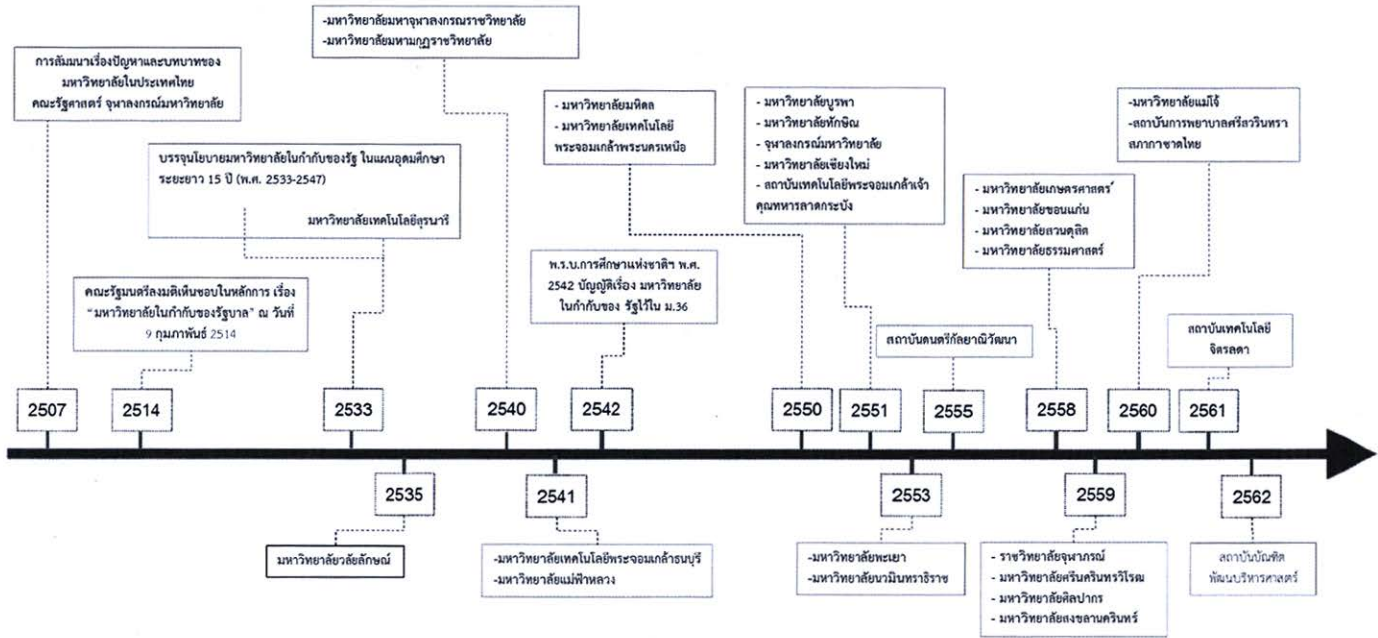 -มหาวิทยาลัยมหาจุฬาลงกรณราชวิทยาลัย
-มหาวิทยาลัยมหามกุฏราชวิทยาลัย
การสัมมนาเรื่องปัญหาและบทบาทของ
มหาวิทยาลัยในประเทศไทย
คณะรัฐศาสตร์ จุฬาลงกรณ์มหาวิทยาลัย
บรรจุนโยบายมหาวิทยาลัยในกำกับของรัฐ ในแผนอุดมศึกษา
ระยะยาว 15 ปี (พ.ศ. 2533-2547)
มหาวิทยาลัยเทคโนโลยีสุรนารี
คณะรัฐมนตรีลงมติเห็นชอบในหลักการ เรื่อง
“มหาวิทยาลัยในกำกับของรัฐบาล” ณ วันที่
9 กุมภาพันธ์ 2514
- มหาวิทยาลัยมหิดล
- มหาวิทยาลัยเทคโนโลยี
พระจอมเกล้าพระนครเหนือ
พ.ร.บ.การศึกษาแห่งชาติฯ พ.ศ.
2542 บัญญัติเรื่อง มหาวิทยาลัย
ในกำกับของ รัฐไว้ใน ม.36
- มหาวิทยาลัยบูรพา
- มหาวิทยาลัยทักษิณ
- จุฬาลงกรณ์มหาวิทยาลัย
- มหาวิทยาลัยเชียงใหม่
- สถาบันเทคโนโลยีพระจอมเกล้าเจ้า
คุณทหารลาดกระบัง
สถาบันดนตรีกัลยาณิวัฒนา
- มหาวิทยาลัยเกษตรศาสตร์
- มหาวิทยาลัยขอนแก่น
- มหาวิทยาลัยสวนดุสิต
- มหาวิทยาลัยธรรมศาสตร์
-มหาวิทยาลัยแม่โจ้
-สถาบันการพยาบาลศรีสวรินทรา
สภากาชาดไทย
สถาบันเทคโนโลยี
จิตรลดา
2507
2514
2533
2540
2542
2550
2551
2555
2558
2560
2561
2535
2541
2553
2559
2562
มหาวิทยาลัยวลัยลักษณ์
-มหาวิทยาลัยเทคโนโลยีพระจอมเกล้าธนบุรี
-มหาวิทยาลัยแม่ฟ้าหลวง
-มหาวิทยาลัยพะเยา
-มหาวิทยาลัยนวมินทราธิราช
- ราชวิทยาลัยจุฬาภรณ์
- มหาวิทยาลัยศรีนครินทรวิโรฒ
- มหาวิทยาลัยศิลปากร
- มหาวิทยาลัยสงขลานครินทร์
สถาบันบัณฑิต
พัฒนบริหารศาสตร์